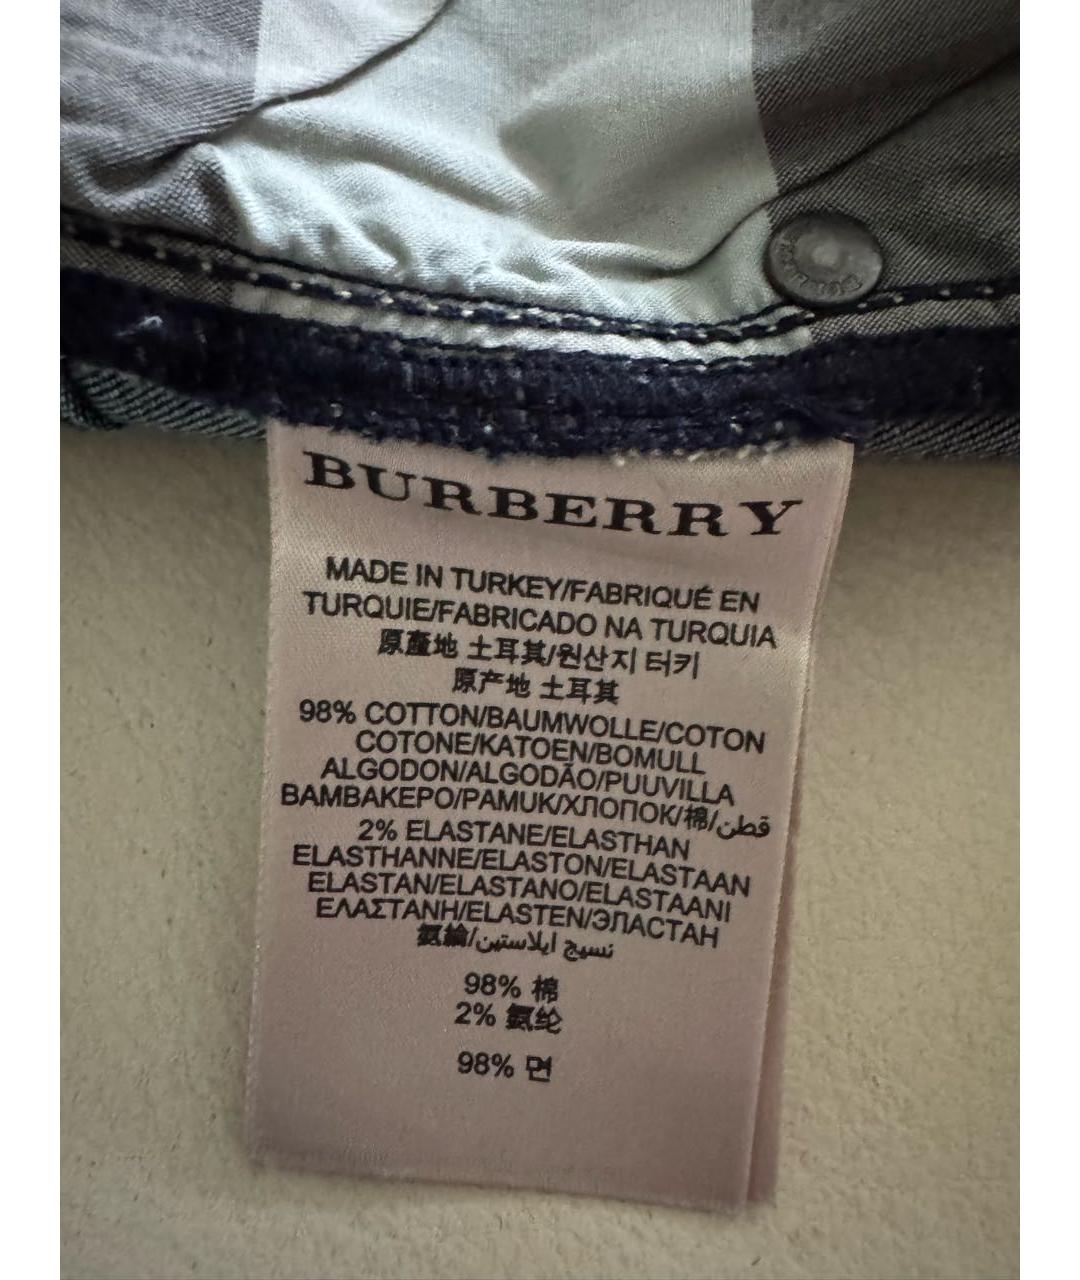 BURBERRY
MADE IN TURKEY/FABRIQUÉ EN
TURQUIE/FABRICADO NA TURQUIA
原產地 土耳其/원산지 터키
原产地 土耳其
98% COTTON/BAUMWOLLE/COTON
COTONE/KATOEN/BOMULL
ALGODON/ALGODÃO/PUUVILLA
ΒΑΜΒΑΚΕΡΟ/PAMUK/ХЛОПОК/棉/قطن
2% ELASTANE/ELASTHAN
ELASTHANNE/ELASTON/ELASTAAN
ELASTAN/ELASTANO/ELASTAANI
ΕΛΑΣΤΑΝΗ/ELASTEN/ЭЛАСТАН
氨綸/نسيج ايلاستين
98% 棉
2% 氨纶
98% 면